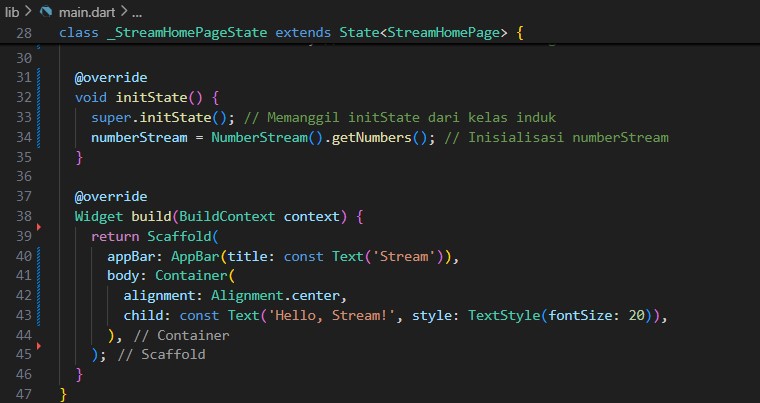 lib > main.dart > ...
28 class _StreamHomePageState extends State<StreamHomePage> {
30
31 @override
32 void initState() {
33 super.initState(); // Memanggil initState dari kelas induk
34 numberStream = NumberStream().getNumbers(); // Inisialisasi numberStream
35 }
36
37 @override
38 Widget build(BuildContext context) {
39 return Scaffold(
40 appBar: AppBar(title: const Text('Stream')),
41 body: Container(
42 alignment: Alignment.center,
43 child: const Text('Hello, Stream!', style: TextStyle(fontSize: 20)),
44 ), // Container
45 ); // Scaffold
46 }
47 }